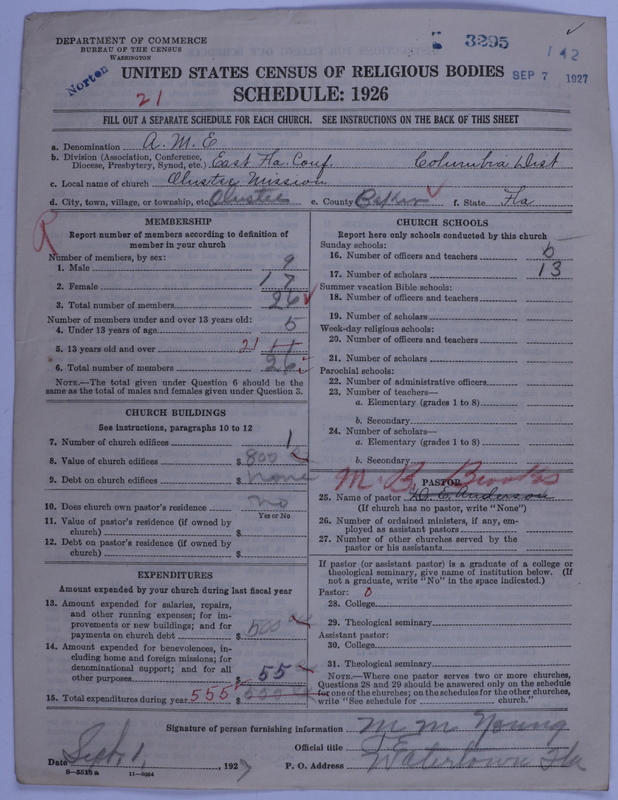 DEPARTMENT OF COMMERCE
BUREAU OF THE CENSUS
WASHINGTON
3295
142
Norton
UNITED STATES CENSUS OF RELIGIOUS BODIES
SEP 7 1927
21
SCHEDULE: 1926
FILL OUT A SEPARATE SCHEDULE FOR EACH CHURCH. SEE INSTRUCTIONS ON THE BACK OF THIS SHEET
a. Denomination A. M. E
b. Division (Association, Conference, Diocese, Presbytery, Synod, etc.) East Fla. Conf. Columbia Dist
c. Local name of church Olustee Mission
d. City, town, village, or township, etc. Olustee e. County Baker f. State Fla
R
MEMBERSHIP
Report number of members according to definition of
member in your church
Number of members, by sex:
1. Male 9
2. Female 17
3. Total number of members 26
Number of members under and over 13 years old:
4. Under 13 years of age 5
5. 13 years old and over 21
6. Total number of members 26
NOTE.—The total given under Question 6 should be the
same as the total of males and females given under Question 3.
CHURCH BUILDINGS
See instructions, paragraphs 10 to 12
7. Number of church edifices 1
8. Value of church edifices $ 800
9. Debt on church edifices $ none
10. Does church own pastor's residence no
Yes or No
11. Value of pastor's residence (if owned by
church) $
12. Debt on pastor's residence (if owned by
church) $
EXPENDITURES
Amount expended by your church during last fiscal year
13. Amount expended for salaries, repairs,
and other running expenses; for im-
provements or new buildings; and for
payments on church debt $ 500
14. Amount expended for benevolences, in-
cluding home and foreign missions; for
denominational support; and for all
other purposes $ 55
15. Total expenditures during year 555 $
CHURCH SCHOOLS
Report here only schools conducted by this church
Sunday schools:
16. Number of officers and teachers 6
17. Number of scholars 13
Summer vacation Bible schools:
18. Number of officers and teachers
19. Number of scholars
Week-day religious schools:
20. Number of officers and teachers
21. Number of scholars
Parochial schools:
22. Number of administrative officers
23. Number of teachers—
a. Elementary (grades 1 to 8)
b. Secondary
24. Number of scholars—
a. Elementary (grades 1 to 8)
b. Secondary
M. B. Brooks
PASTOR
25. Name of pastor D. C. Anderson
(If church has no pastor, write "None")
26. Number of ordained ministers, if any, em-
ployed as assistant pastors
27. Number of other churches served by the
pastor or his assistants
If pastor (or assistant pastor) is a graduate of a college or
theological seminary, give name of institution below. (If
not a graduate, write "No" in the space indicated.)
Pastor: 0
28. College
29. Theological seminary
Assistant pastor:
30. College
31. Theological seminary
NOTE.—Where one pastor serves two or more churches,
Questions 28 and 29 should be answered only on the schedule
for one of the churches; on the schedules for the other churches,
write "See schedule for church."
Signature of person furnishing information M. M. Young
Official title P. E.
Date Sept. 1, 1927 P. O. Address Watertown Fla
8—5513a 11—9264